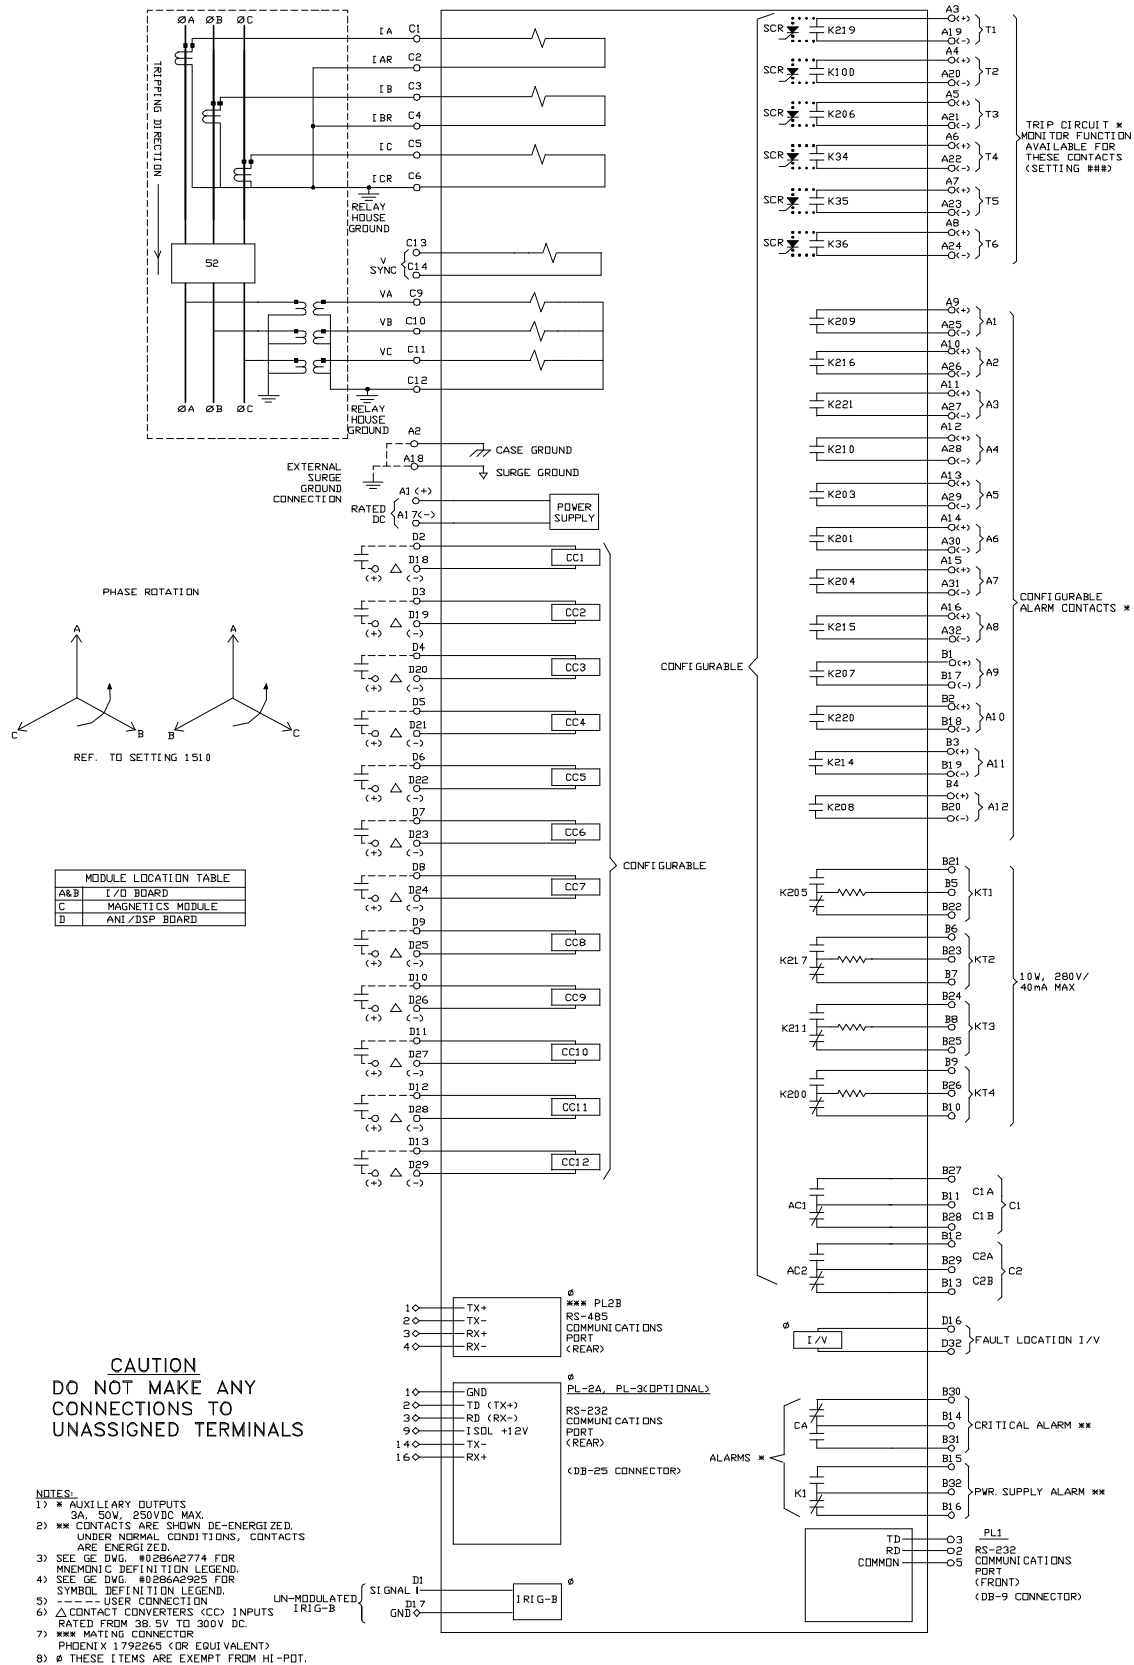 ØA ØB ØC
TRIPPING DIRECTION
52
ØA ØB ØC
IA C1
IAR C2
IB C3
IBR C4
IC C5
ICR C6
RELAY
HOUSE
GROUND
V
SYNC
C13
C14
VA C9
VB C10
VC C11
C12
RELAY
HOUSE
GROUND
A2
CASE GROUND
A18
SURGE GROUND
EXTERNAL
SURGE
GROUND
CONNECTION
RATED
DC
A1(+)
A17(-)
POWER
SUPPLY
D2
D18
(+) (-)
CC1
D3
D19
(+) (-)
CC2
D4
D20
(+) (-)
CC3
D5
D21
(+) (-)
CC4
D6
D22
(+) (-)
CC5
D7
D23
(+) (-)
CC6
D8
D24
(+) (-)
CC7
D9
D25
(+) (-)
CC8
D10
D26
(+) (-)
CC9
D11
D27
(+) (-)
CC10
D12
D28
(+) (-)
CC11
D13
D29
(+) (-)
CC12
CONFIGURABLE
PHASE ROTATION
A
C B
A
B C
REF. TO SETTING 1510
MODULE LOCATION TABLE
A&B I/O BOARD
C MAGNETICS MODULE
D ANI/DSP BOARD
CONFIGURABLE
SCR K219 A3 (+) A19 (-) T1
SCR K100 A4 (+) A20 (-) T2
SCR K206 A5 (+) A21 (-) T3
SCR K34 A6 (+) A22 (-) T4
SCR K35 A7 (+) A23 (-) T5
SCR K36 A8 (+) A24 (-) T6
TRIP CIRCUIT *
MONITOR FUNCTION
AVAILABLE FOR
THESE CONTACTS
(SETTING ###)
K209 A9 (+) A25 (-) A1
K216 A10 (+) A26 (-) A2
K221 A11 (+) A27 (-) A3
K210 A12 (+) A28 (-) A4
K203 A13 (+) A29 (-) A5
K201 A14 (+) A30 (-) A6
K204 A15 (+) A31 (-) A7
K215 A16 (+) A32 (-) A8
K207 B1 (+) B17 (-) A9
K220 B2 (+) B18 (-) A10
K214 B3 (+) B19 (-) A11
K208 B4 (+) B20 (-) A12
CONFIGURABLE
ALARM CONTACTS *
K205 B21 B5 B22 KT1
K217 B6 B23 B7 KT2
K211 B24 B8 B25 KT3
K200 B9 B26 B10 KT4
10W, 280V/
40mA MAX
AC1 B27 B11 B28 C1A C1B C1
AC2 B12 B29 B13 C2A C2B C2
Ø
I/V
D16
D32
FAULT LOCATION I/V
ALARMS *
CA B30 B14 B31 CRITICAL ALARM **
K1 B15 B32 B16 PWR. SUPPLY ALARM **
TD 3
RD 2
COMMON 5
PL1
RS-232
COMMUNICATIONS
PORT
(FRONT)
(DB-9 CONNECTOR)
1 TX+
2 TX-
3 RX+
4 RX-
Ø
*** PL2B
RS-485
COMMUNICATIONS
PORT
(REAR)
1 GND
2 TD (TX+)
3 RD (RX-)
9 ISOL +12V
14 TX-
16 RX+
Ø
PL-2A, PL-3(OPTIONAL)
RS-232
COMMUNICATIONS
PORT
(REAR)
(DB-25 CONNECTOR)
UN-MODULATED
IRIG-B
SIGNAL D1
GND D17
IRIG-B
Ø
CAUTION
DO NOT MAKE ANY
CONNECTIONS TO
UNASSIGNED TERMINALS
NOTES:
1) * AUXILIARY OUTPUTS
3A, 50W, 250VDC MAX.
2) ** CONTACTS ARE SHOWN DE-ENERGIZED.
UNDER NORMAL CONDITIONS, CONTACTS
ARE ENERGIZED.
3) SEE GE DWG. #0286A2774 FOR
MNEMONIC DEFINITION LEGEND.
4) SEE GE DWG. #0286A2925 FOR
SYMBOL DEFINITION LEGEND.
5) ----- USER CONNECTION
6) △ CONTACT CONVERTERS (CC) INPUTS
RATED FROM 38.5V TO 300V DC.
7) *** MATING CONNECTOR
PHOENIX 1792265 (OR EQUIVALENT)
8) Ø THESE ITEMS ARE EXEMPT FROM HI-POT.